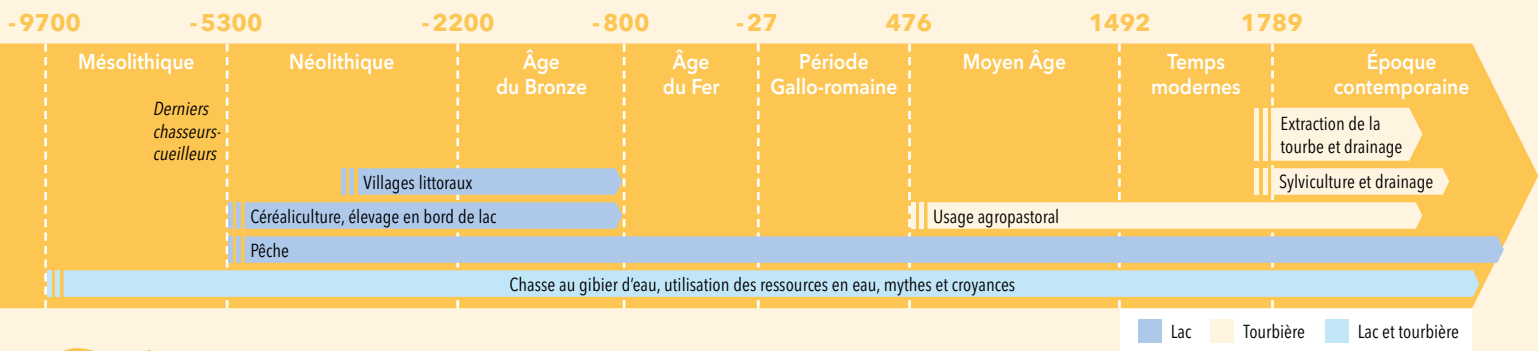 -9700 -5300 -2200 -800 -27 476 1492 1789
Mésolithique Néolithique Âge Âge Période Moyen Âge Temps Époque
du Bronze du Fer Gallo-romaine modernes contemporaine
Derniers
chasseurs-
cueilleurs
Extraction de la
tourbe et drainage
Villages littoraux Sylviculture et drainage
Céréaliculture, élevage en bord de lac Usage agropastoral
Pêche
Chasse au gibier d'eau, utilisation des ressources en eau, mythes et croyances
Lac Tourbière Lac et tourbière